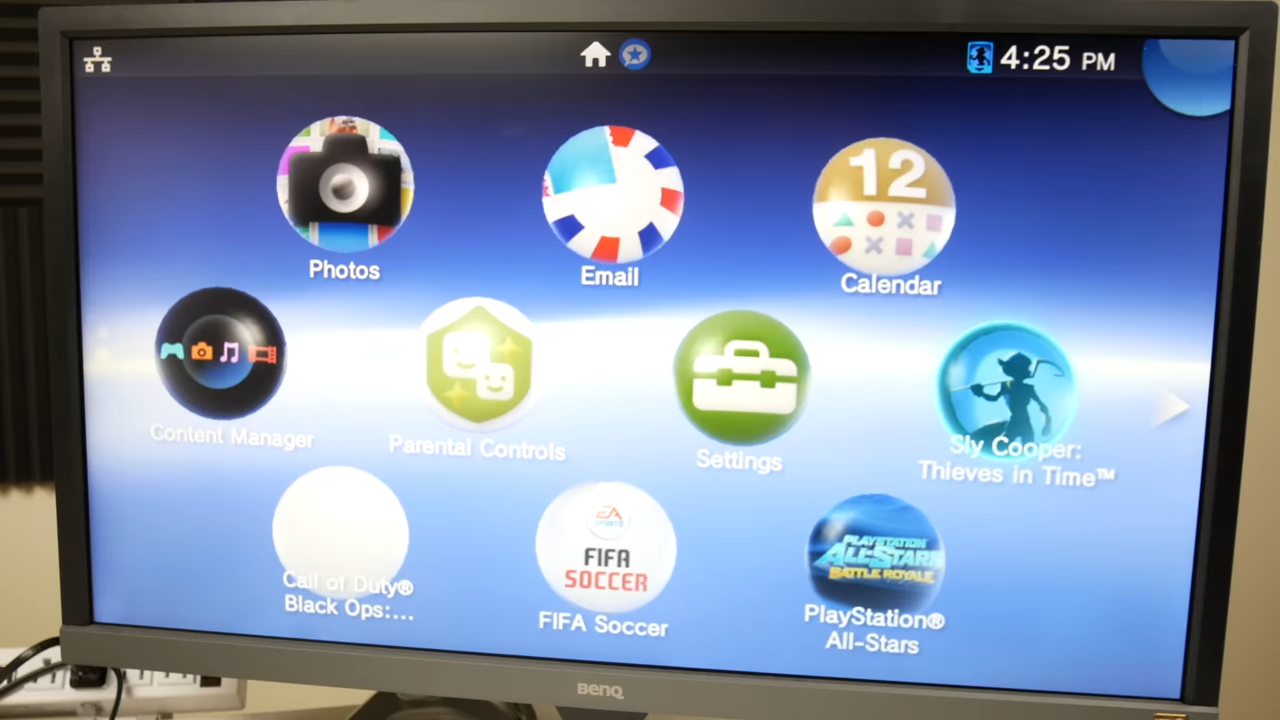 4:25 PM
12
Photos
Email
Calendar
Content Manager
Parental Controls
Settings
Sly Cooper:
Thieves in Time™
EA
SPORTS
FIFA
SOCCER
PLAYSTATION
ALL-STARS
BATTLE ROYALE
Call of Duty®
Black Ops:...
FIFA Soccer
PlayStation®
All-Stars
BenQ